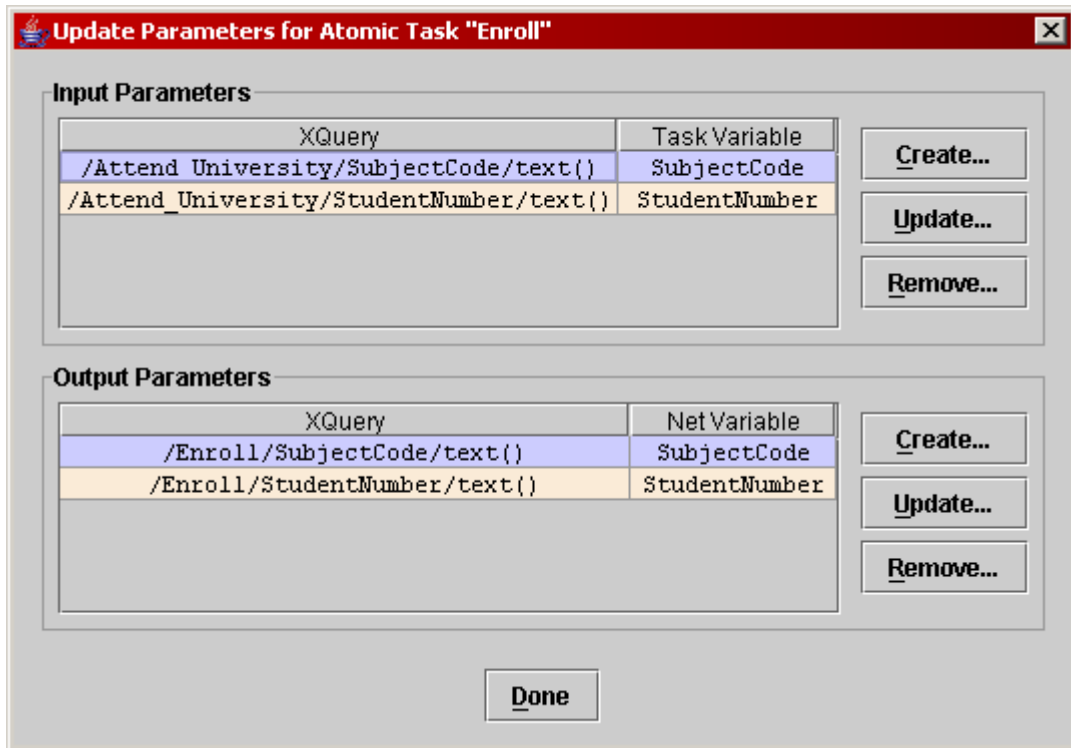 Update Parameters for Atomic Task "Enroll"
Input Parameters
XQuery Task Variable
/Attend_University/SubjectCode/text() SubjectCode
/Attend_University/StudentNumber/text() StudentNumber
Create...
Update...
Remove...
Output Parameters
XQuery Net Variable
/Enroll/SubjectCode/text() SubjectCode
/Enroll/StudentNumber/text() StudentNumber
Create...
Update...
Remove...
Done